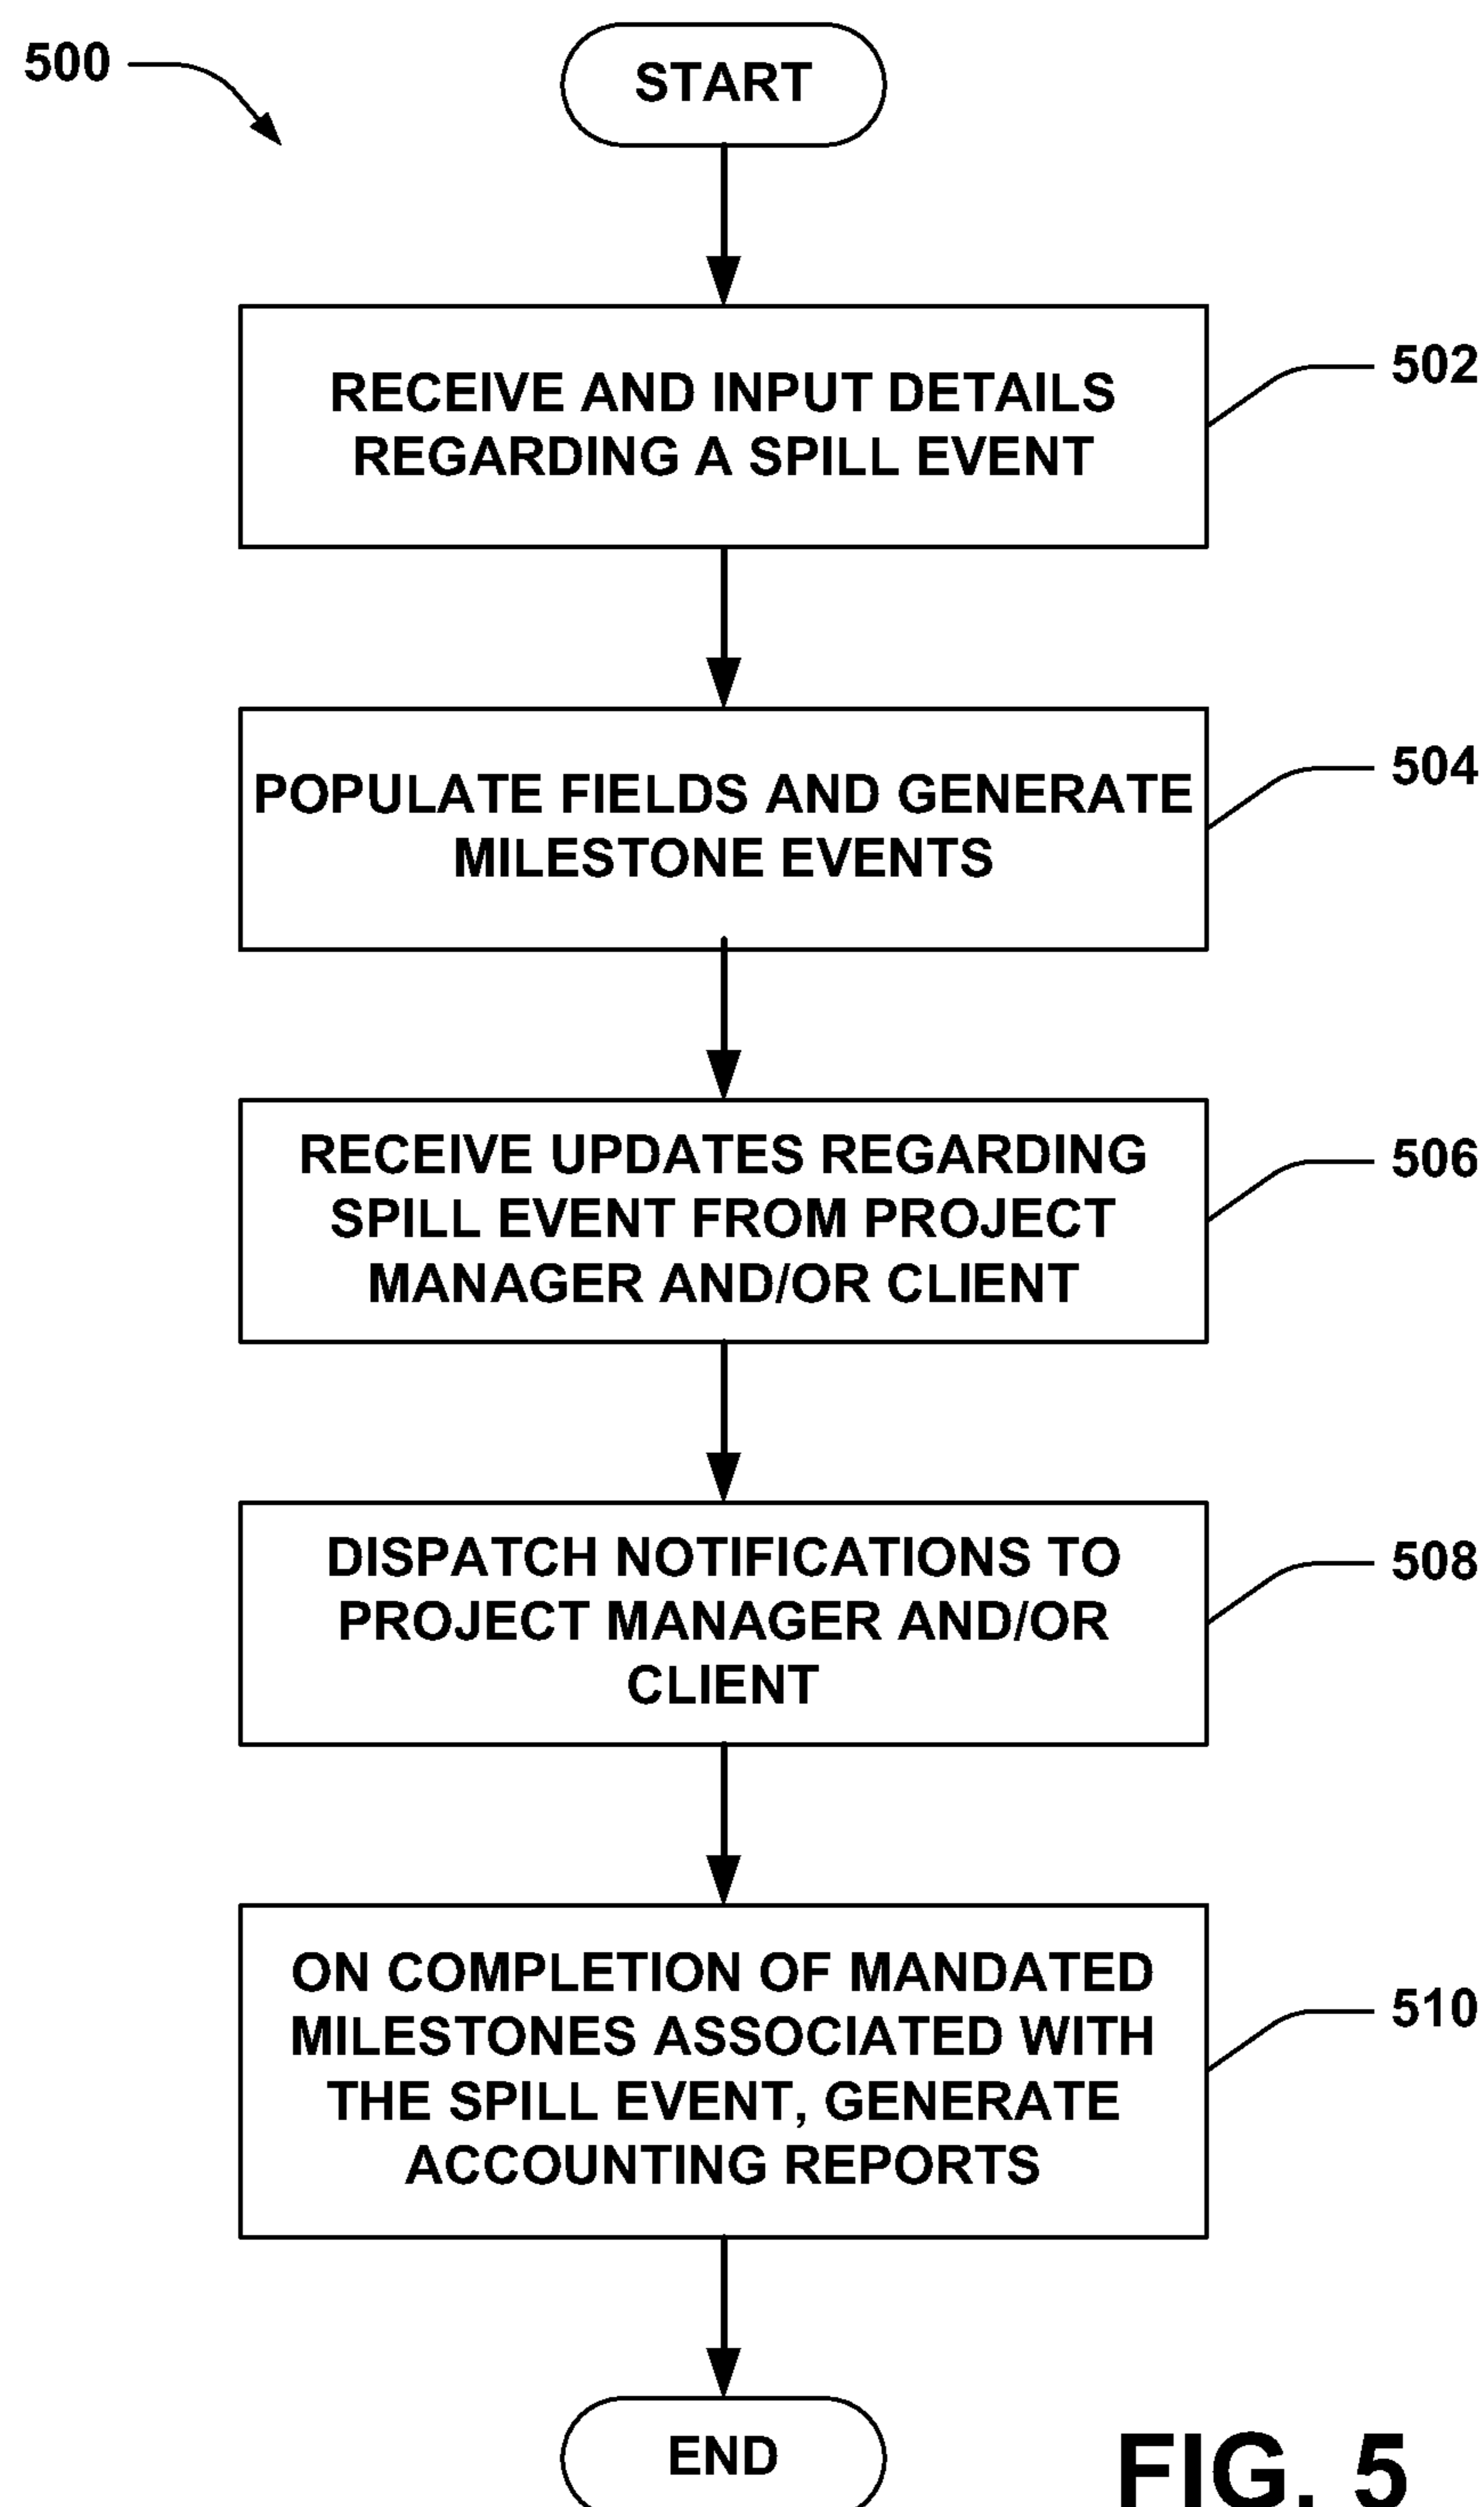 500
START
RECEIVE AND INPUT DETAILS
REGARDING A SPILL EVENT
502
POPULATE FIELDS AND GENERATE
MILESTONE EVENTS
504
RECEIVE UPDATES REGARDING
SPILL EVENT FROM PROJECT
MANAGER AND/OR CLIENT
506
DISPATCH NOTIFICATIONS TO
PROJECT MANAGER AND/OR
CLIENT
508
ON COMPLETION OF MANDATED
MILESTONES ASSOCIATED WITH
THE SPILL EVENT, GENERATE
ACCOUNTING REPORTS
510
END
FIG. 5